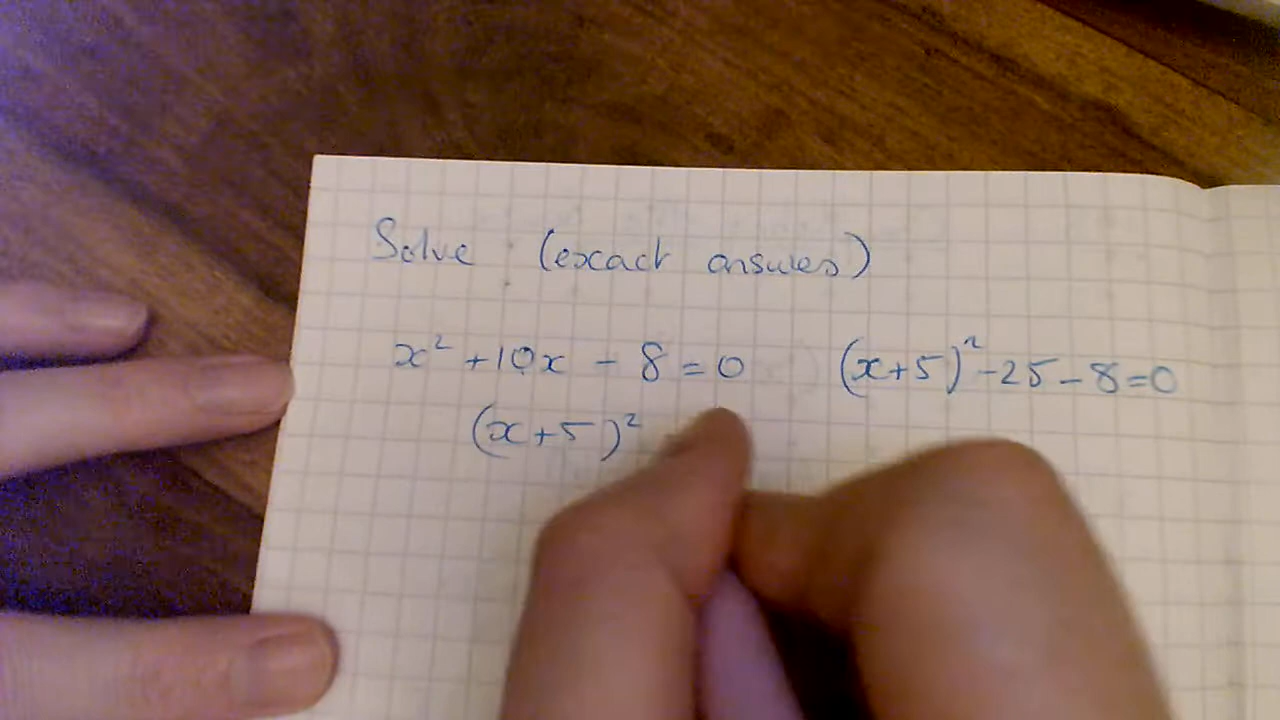 Solve : (exact answers)
x² + 10x - 8 = 0 (x+5)² - 25 - 8 = 0
(x+5)²